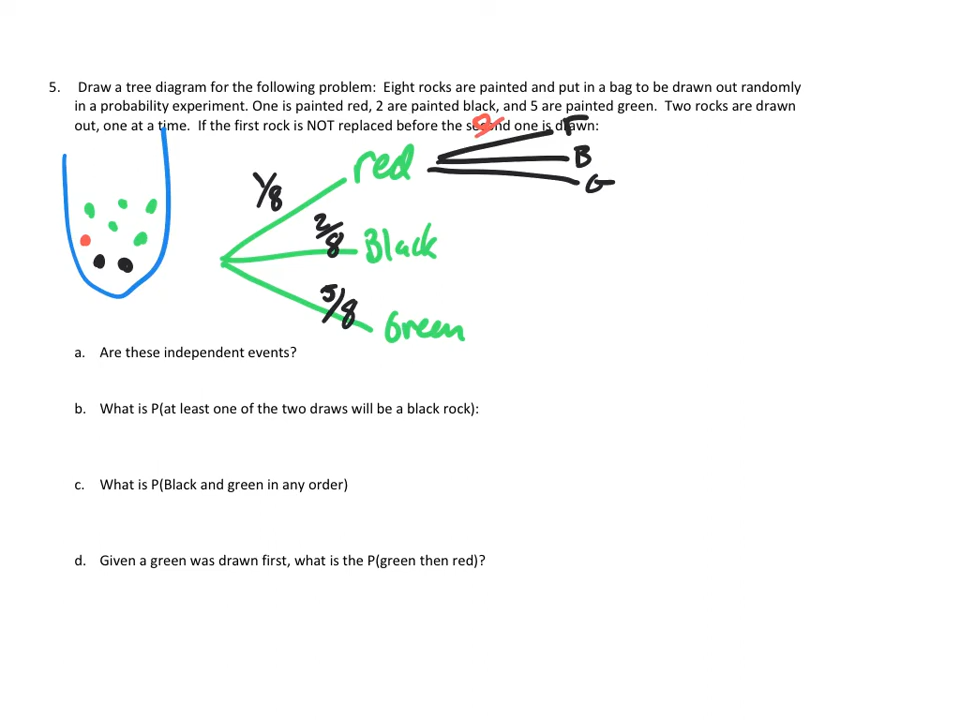 5. Draw a tree diagram for the following problem: Eight rocks are painted and put in a bag to be drawn out randomly
in a probability experiment. One is painted red, 2 are painted black, and 5 are painted green. Two rocks are drawn
out, one at a time. If the first rock is NOT replaced before the second one is drawn:
B
G
1/8 red
2/8 Black
5/8 Green
a. Are these independent events?
b. What is P(at least one of the two draws will be a black rock):
c. What is P(Black and green in any order)
d. Given a green was drawn first, what is the P(green then red)?